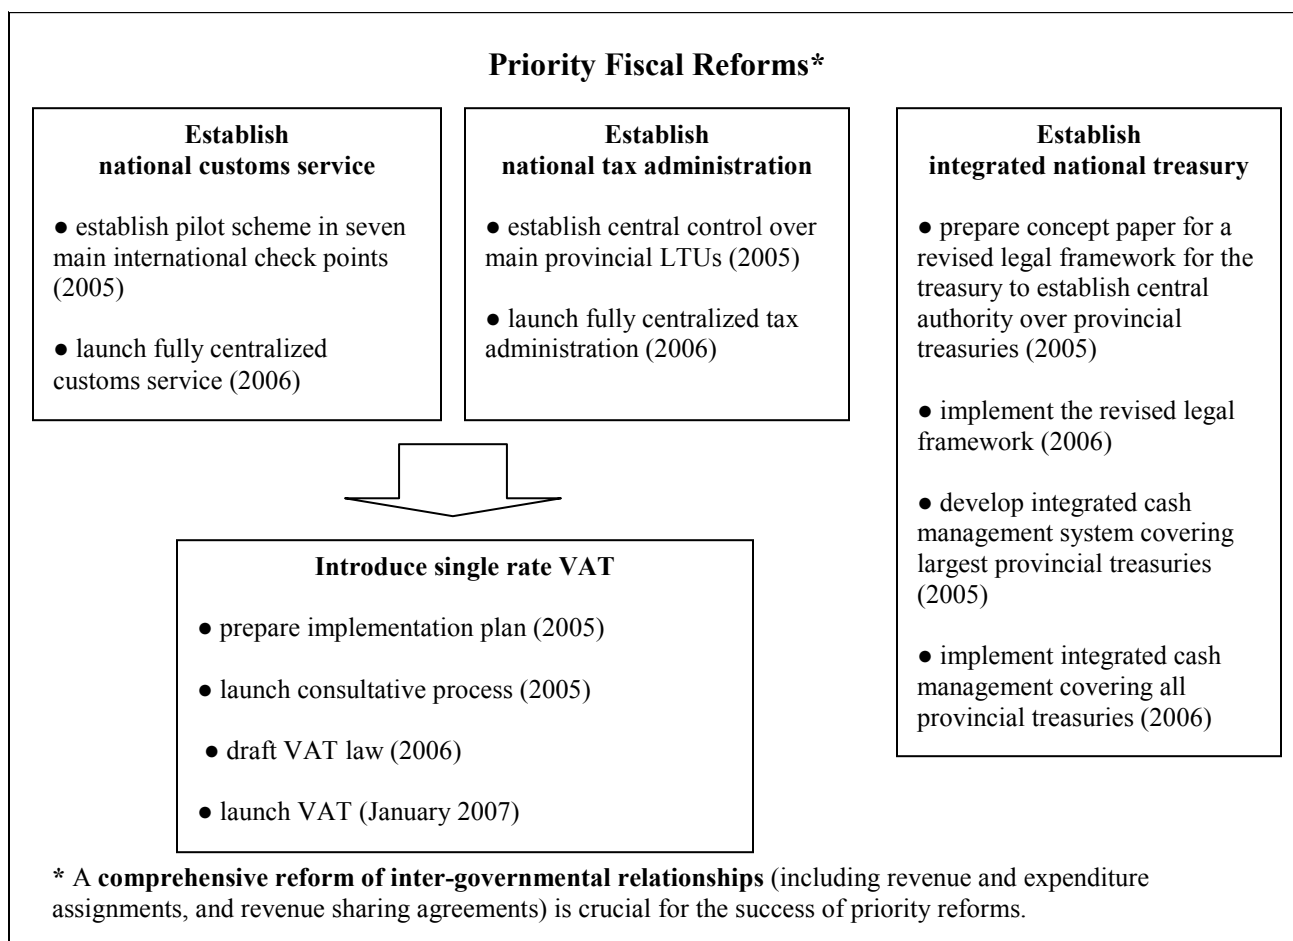 Priority Fiscal Reforms*
Establish
national customs service
● establish pilot scheme in seven
main international check points
(2005)
● launch fully centralized
customs service (2006)
Establish
national tax administration
● establish central control over
main provincial LTUs (2005)
● launch fully centralized tax
administration (2006)
Establish
integrated national treasury
● prepare concept paper for a
revised legal framework for the
treasury to establish central
authority over provincial
treasuries (2005)
● implement the revised legal
framework (2006)
● develop integrated cash
management system covering
largest provincial treasuries
(2005)
● implement integrated cash
management covering all
provincial treasuries (2006)
Introduce single rate VAT
● prepare implementation plan (2005)
● launch consultative process (2005)
● draft VAT law (2006)
● launch VAT (January 2007)
* A comprehensive reform of inter-governmental relationships (including revenue and expenditure
assignments, and revenue sharing agreements) is crucial for the success of priority reforms.